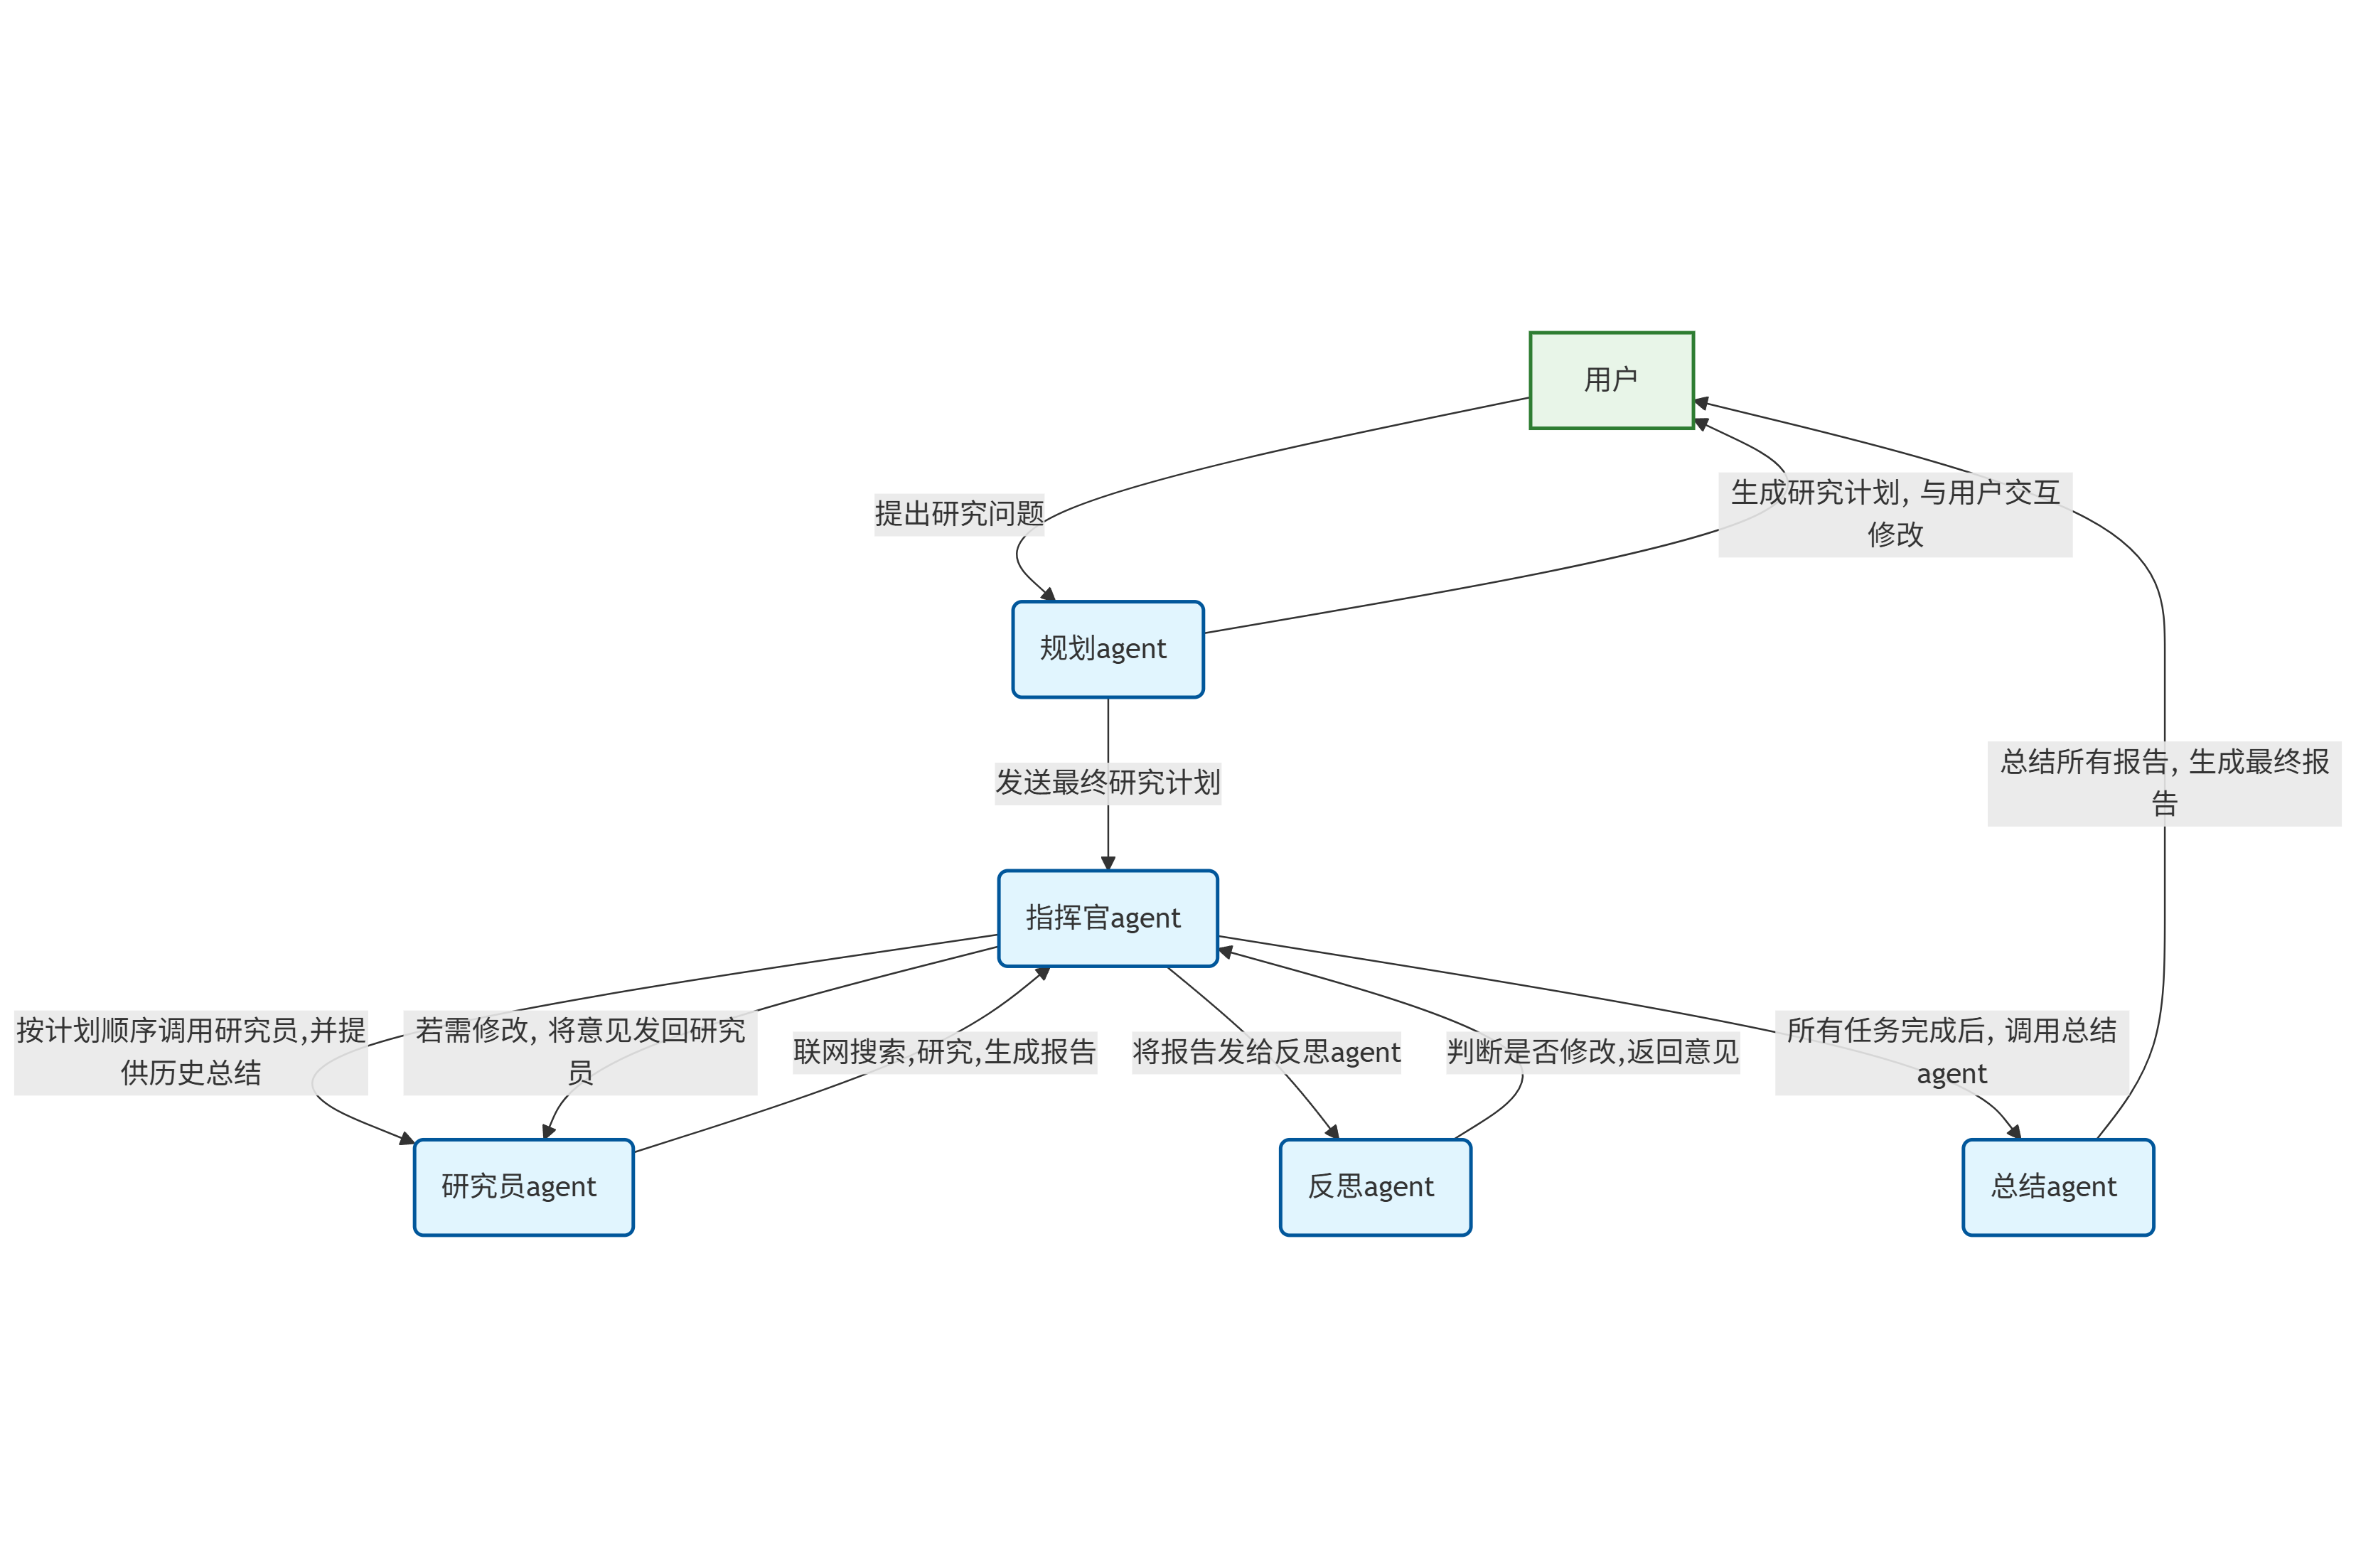 用户
提出研究问题
生成研究计划, 与用户交互
修改
规划agent
发送最终研究计划
总结所有报告, 生成最终报
告
指挥官agent
按计划顺序调用研究员,并提
供历史总结
若需修改, 将意见发回研究
员
联网搜索,研究,生成报告
将报告发给反思agent
判断是否修改,返回意见
所有任务完成后, 调用总结
agent
研究员agent
反思agent
总结agent